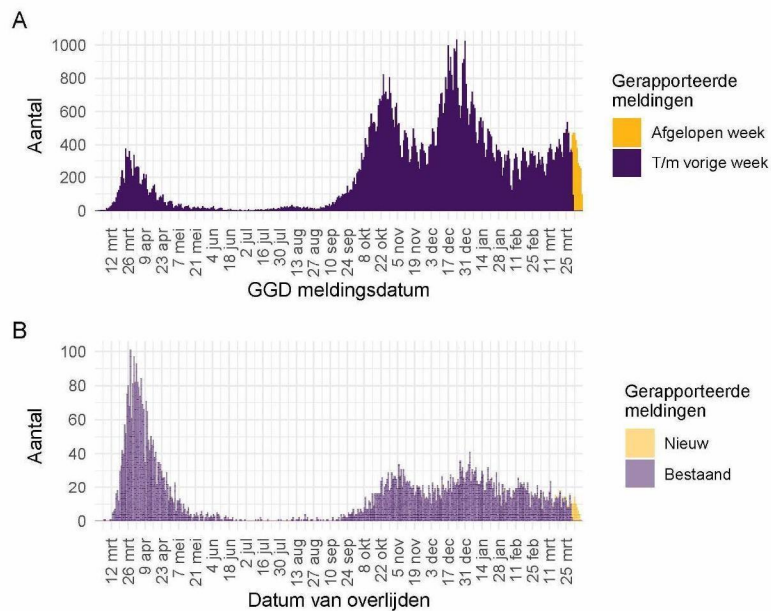 A
1000
800
600
400
200
0
Aantal
12 mrt
26 mrt
9 apr
23 apr
7 mei
21 mei
4 jun
18 jun
2 jul
16 jul
30 jul
13 aug
27 aug
10 sep
24 sep
8 okt
22 okt
5 nov
19 nov
3 dec
17 dec
31 dec
14 jan
28 jan
11 feb
25 feb
11 mrt
25 mrt
GGD meldingsdatum
Gerapporteerde
meldingen
Afgelopen week
T/m vorige week
B
100
80
60
40
20
0
Aantal
12 mrt
26 mrt
9 apr
23 apr
7 mei
21 mei
4 jun
18 jun
2 jul
16 jul
30 jul
13 aug
27 aug
10 sep
24 sep
8 okt
22 okt
5 nov
19 nov
3 dec
17 dec
31 dec
14 jan
28 jan
11 feb
25 feb
11 mrt
25 mrt
Datum van overlijden
Gerapporteerde
meldingen
Nieuw
Bestaand